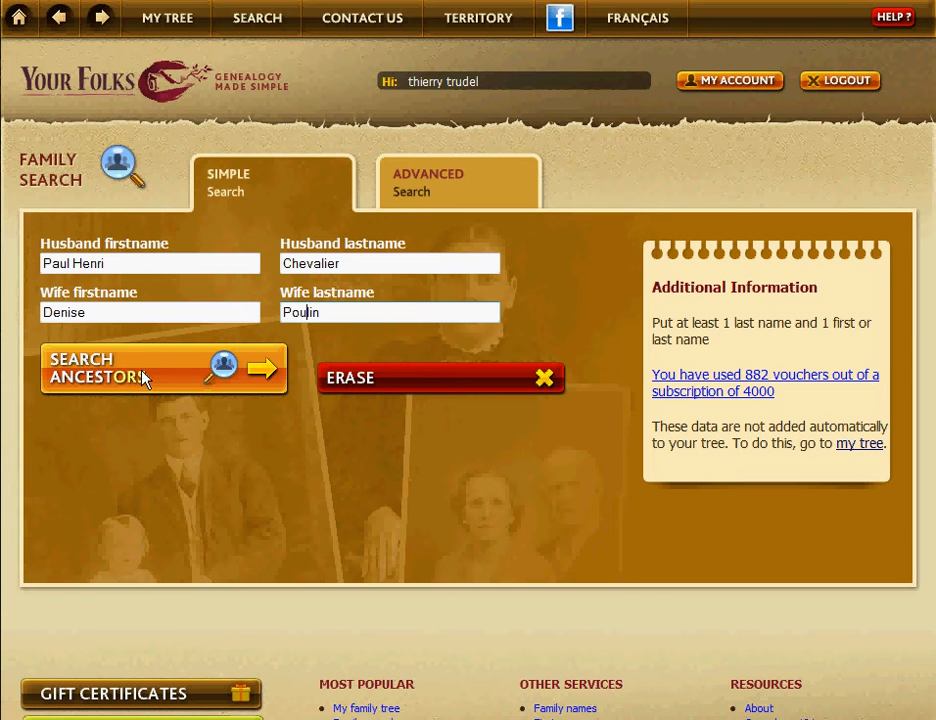 MY TREE
SEARCH
CONTACT US
TERRITORY
f
FRANÇAIS
HELP ?
YOUR FOLKS
GENEALOGY
MADE SIMPLE
Hi: thierry trudel
MY ACCOUNT
LOGOUT
FAMILY
SEARCH
SIMPLE
Search
ADVANCED
Search
Husband firstname
Husband lastname
Paul Henri
Chevalier
Wife firstname
Wife lastname
Denise
Poulin
SEARCH
ANCESTORS
ERASE
Additional Information
Put at least 1 last name and 1 first or
last name
You have used 882 vouchers out of a
subscription of 4000
These data are not added automatically
to your tree. To do this, go to my tree.
GIFT CERTIFICATES
MOST POPULAR
My family tree
OTHER SERVICES
Family names
RESOURCES
About